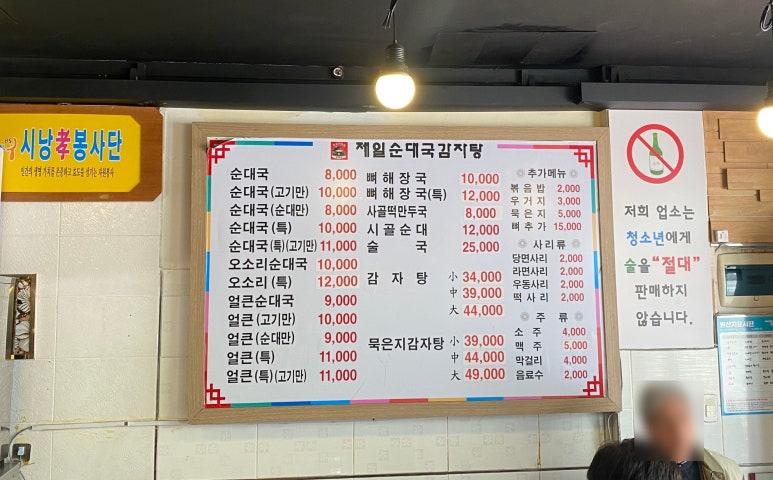 시낭孝봉사단
제일순대국감자탕
순대국 8,000
순대국(고기만) 10,000
순대국(순대만) 8,000
순대국(특) 10,000
순대국(특)(고기만) 11,000
오소리순대국 10,000
오소리 (특) 12,000
얼큰순대국 9,000
얼큰(고기만) 10,000
얼큰(순대만) 9,000
얼큰(특) 11,000
얼큰(특)(고기만) 11,000
뼈해장국 10,000
뼈해장국(특) 12,000
사골떡만두국 8,000
시골순대 12,000
술국 25,000
감자탕 小 34,000
中 39,000
大 44,000
묵은지감자탕 小 39,000
中 44,000
大 49,000
추가메뉴
볶음밥 2,000
우거지 3,000
묵은지 5,000
뼈추가 15,000
사리류
당면사리 2,000
라면사리 2,000
우동사리 2,000
떡사리 2,000
주류
소주 4,000
맥주 5,000
막걸리 4,000
음료수 2,000
저희 업소는
청소년에게
술을 "절대"
판매하지
않습니다.